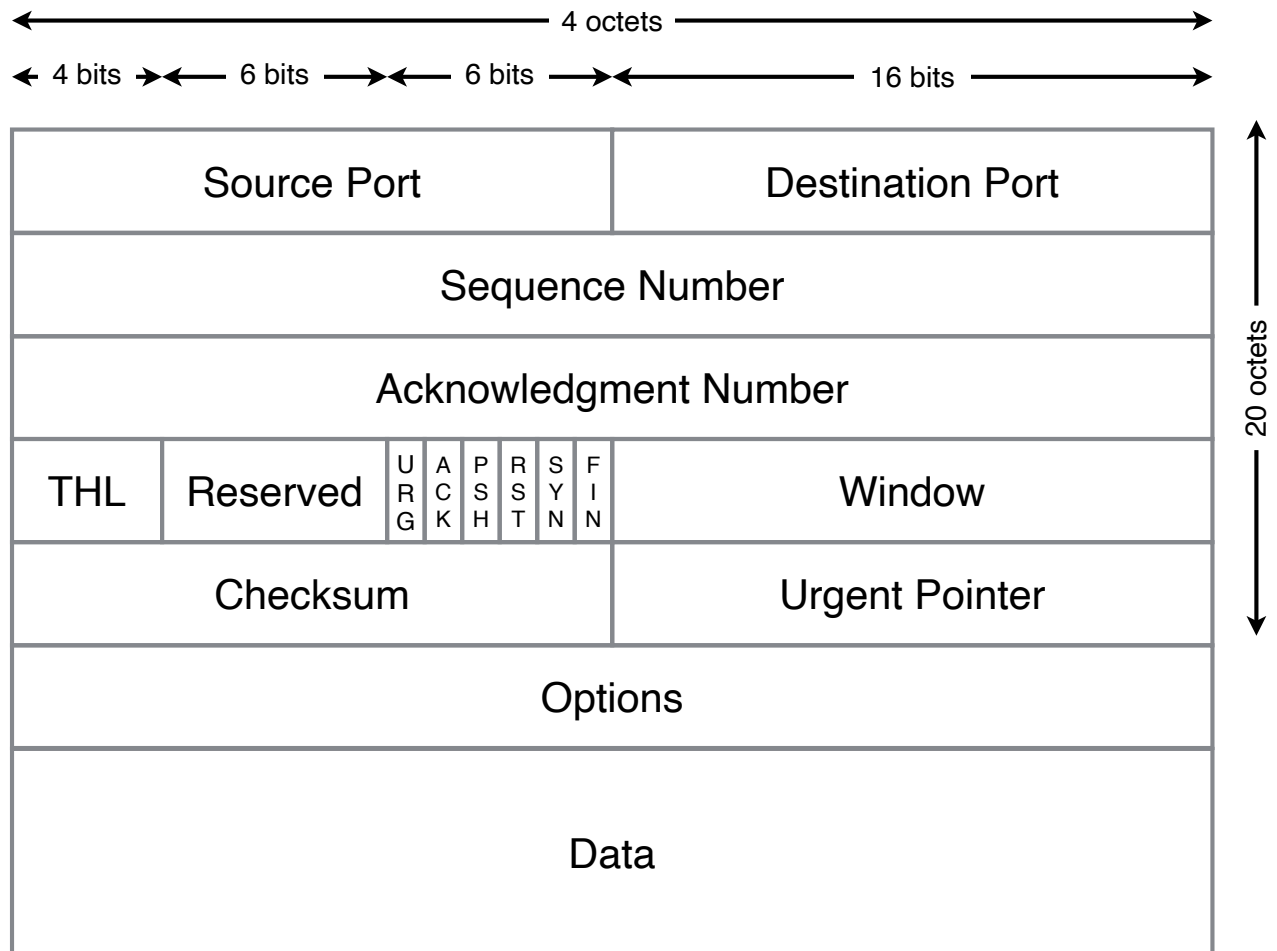 4 octets
4 bits 6 bits 6 bits 16 bits
Source Port Destination Port
Sequence Number
Acknowledgment Number
THL Reserved URG ACK PSH RST SYN FIN Window
Checksum Urgent Pointer
Options
Data
20 octets